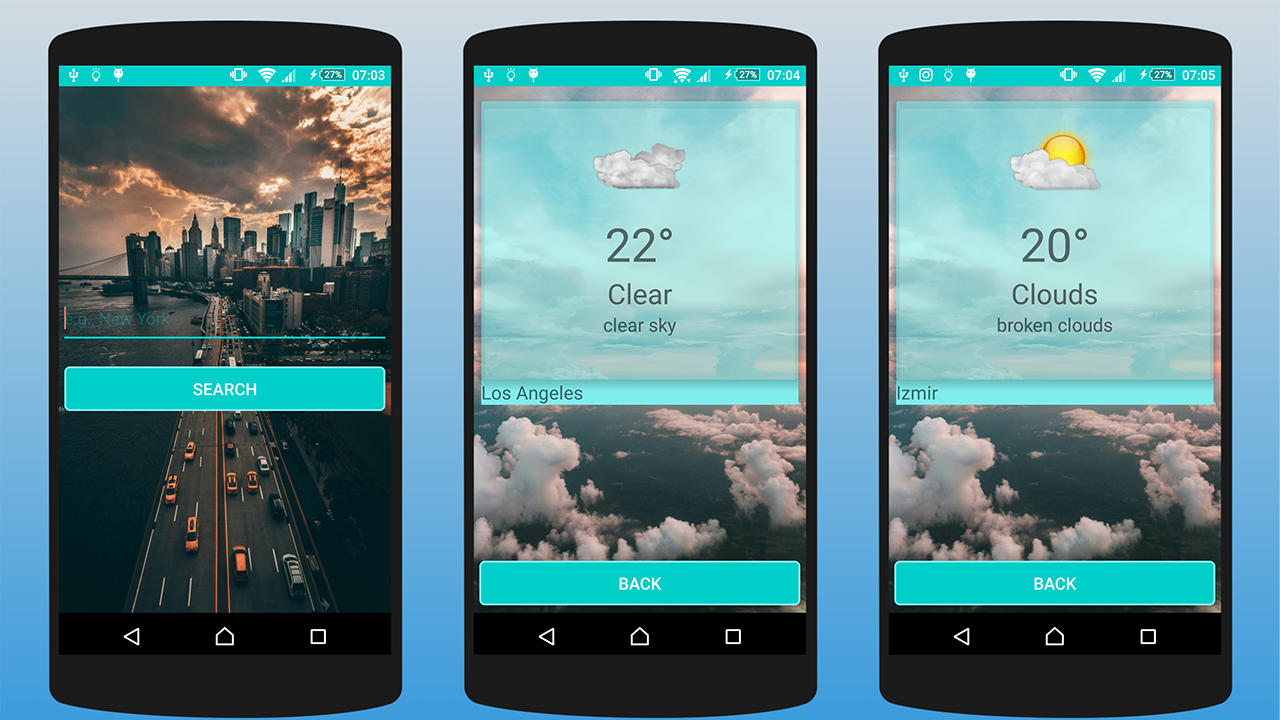 27% 07:03
e.g., New York
SEARCH
27% 07:04
22°
Clear
clear sky
Los Angeles
BACK
27% 07:05
20°
Clouds
broken clouds
Izmir
BACK